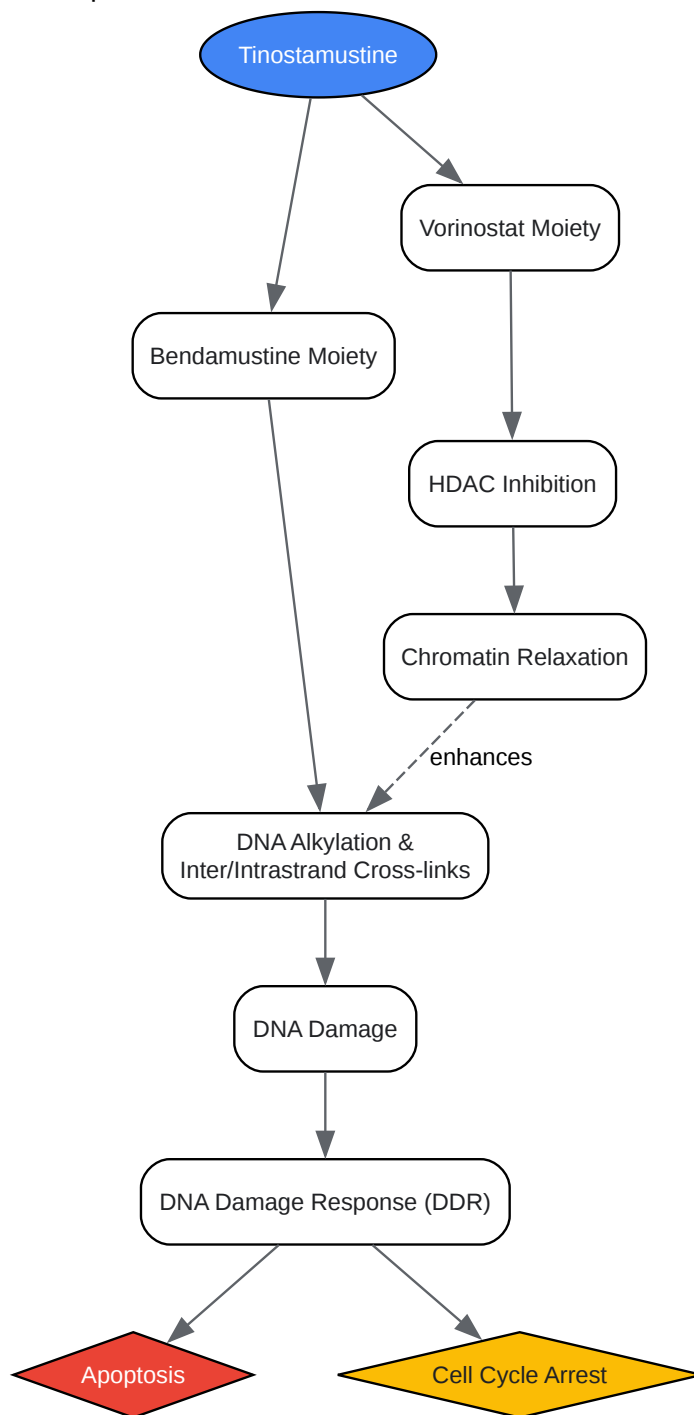 Tinostamustine
Vorinostat Moiety
Bendamustine Moiety
HDAC Inhibition
Chromatin Relaxation
enhances
DNA Alkylation &
Inter/Intrastrand Cross-links
DNA Damage
DNA Damage Response (DDR)
Apoptosis
Cell Cycle Arrest